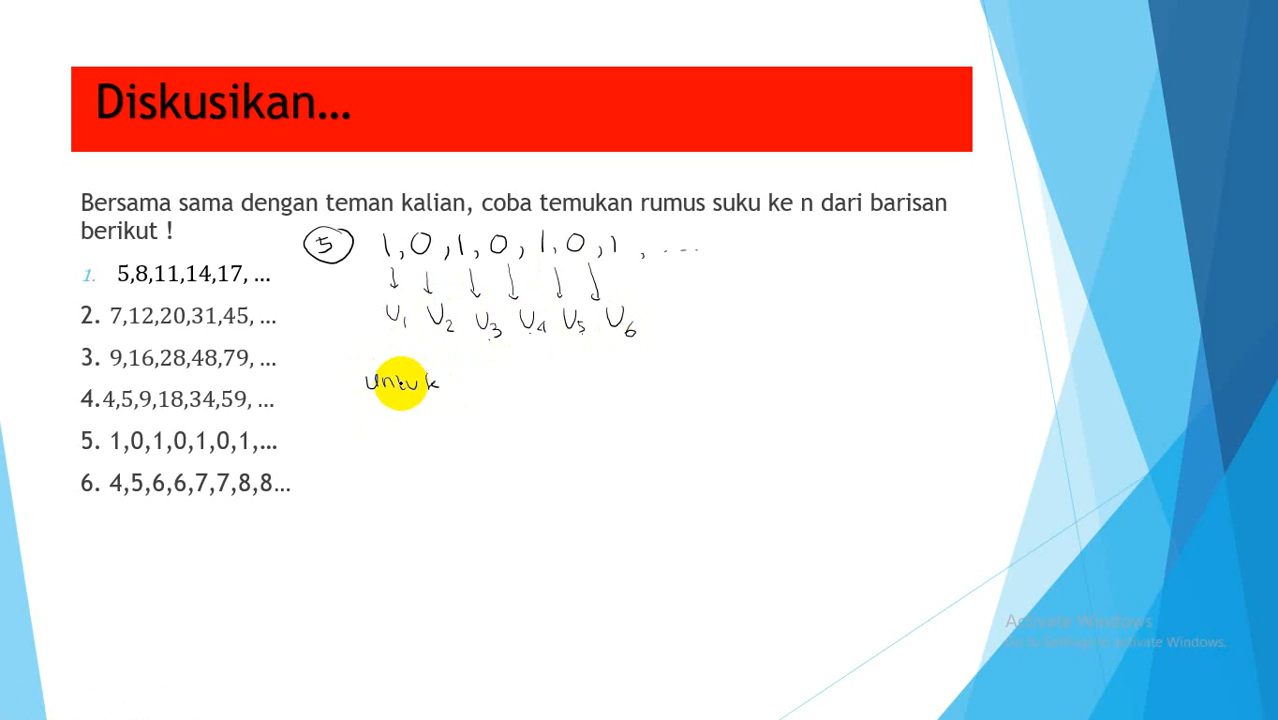 Diskusikan...
Bersama sama dengan teman kalian, coba temukan rumus suku ke n dari barisan
berikut !
5 1, 0, 1, 0, 1, 0, 1, ....
1. 5,8,11,14,17, ...
2. 7,12,20,31,45, ...
U1 U2 U3 U4 U5 U6
3. 9,16,28,48,79, ...
untuk
4.4,5,9,18,34,59, ...
5. 1,0,1,0,1,0,1,...
6. 4,5,6,6,7,7,8,8...
Activate Windows
Go to Settings to activate Windows.